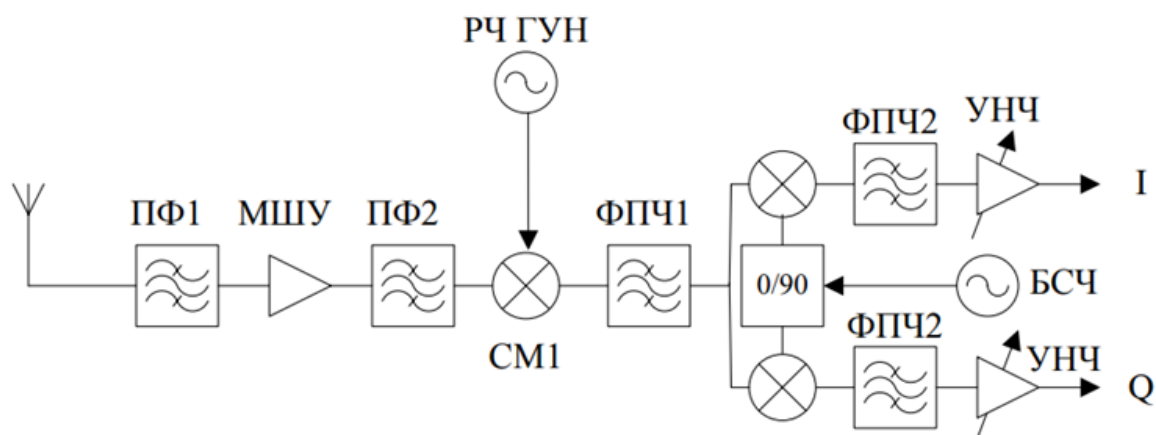 РЧ ГУН
ПФ1
МШУ
ПФ2
СМ1
ФПЧ1
ФПЧ2
УНЧ
I
0/90
БСЧ
ФПЧ2
УНЧ
Q